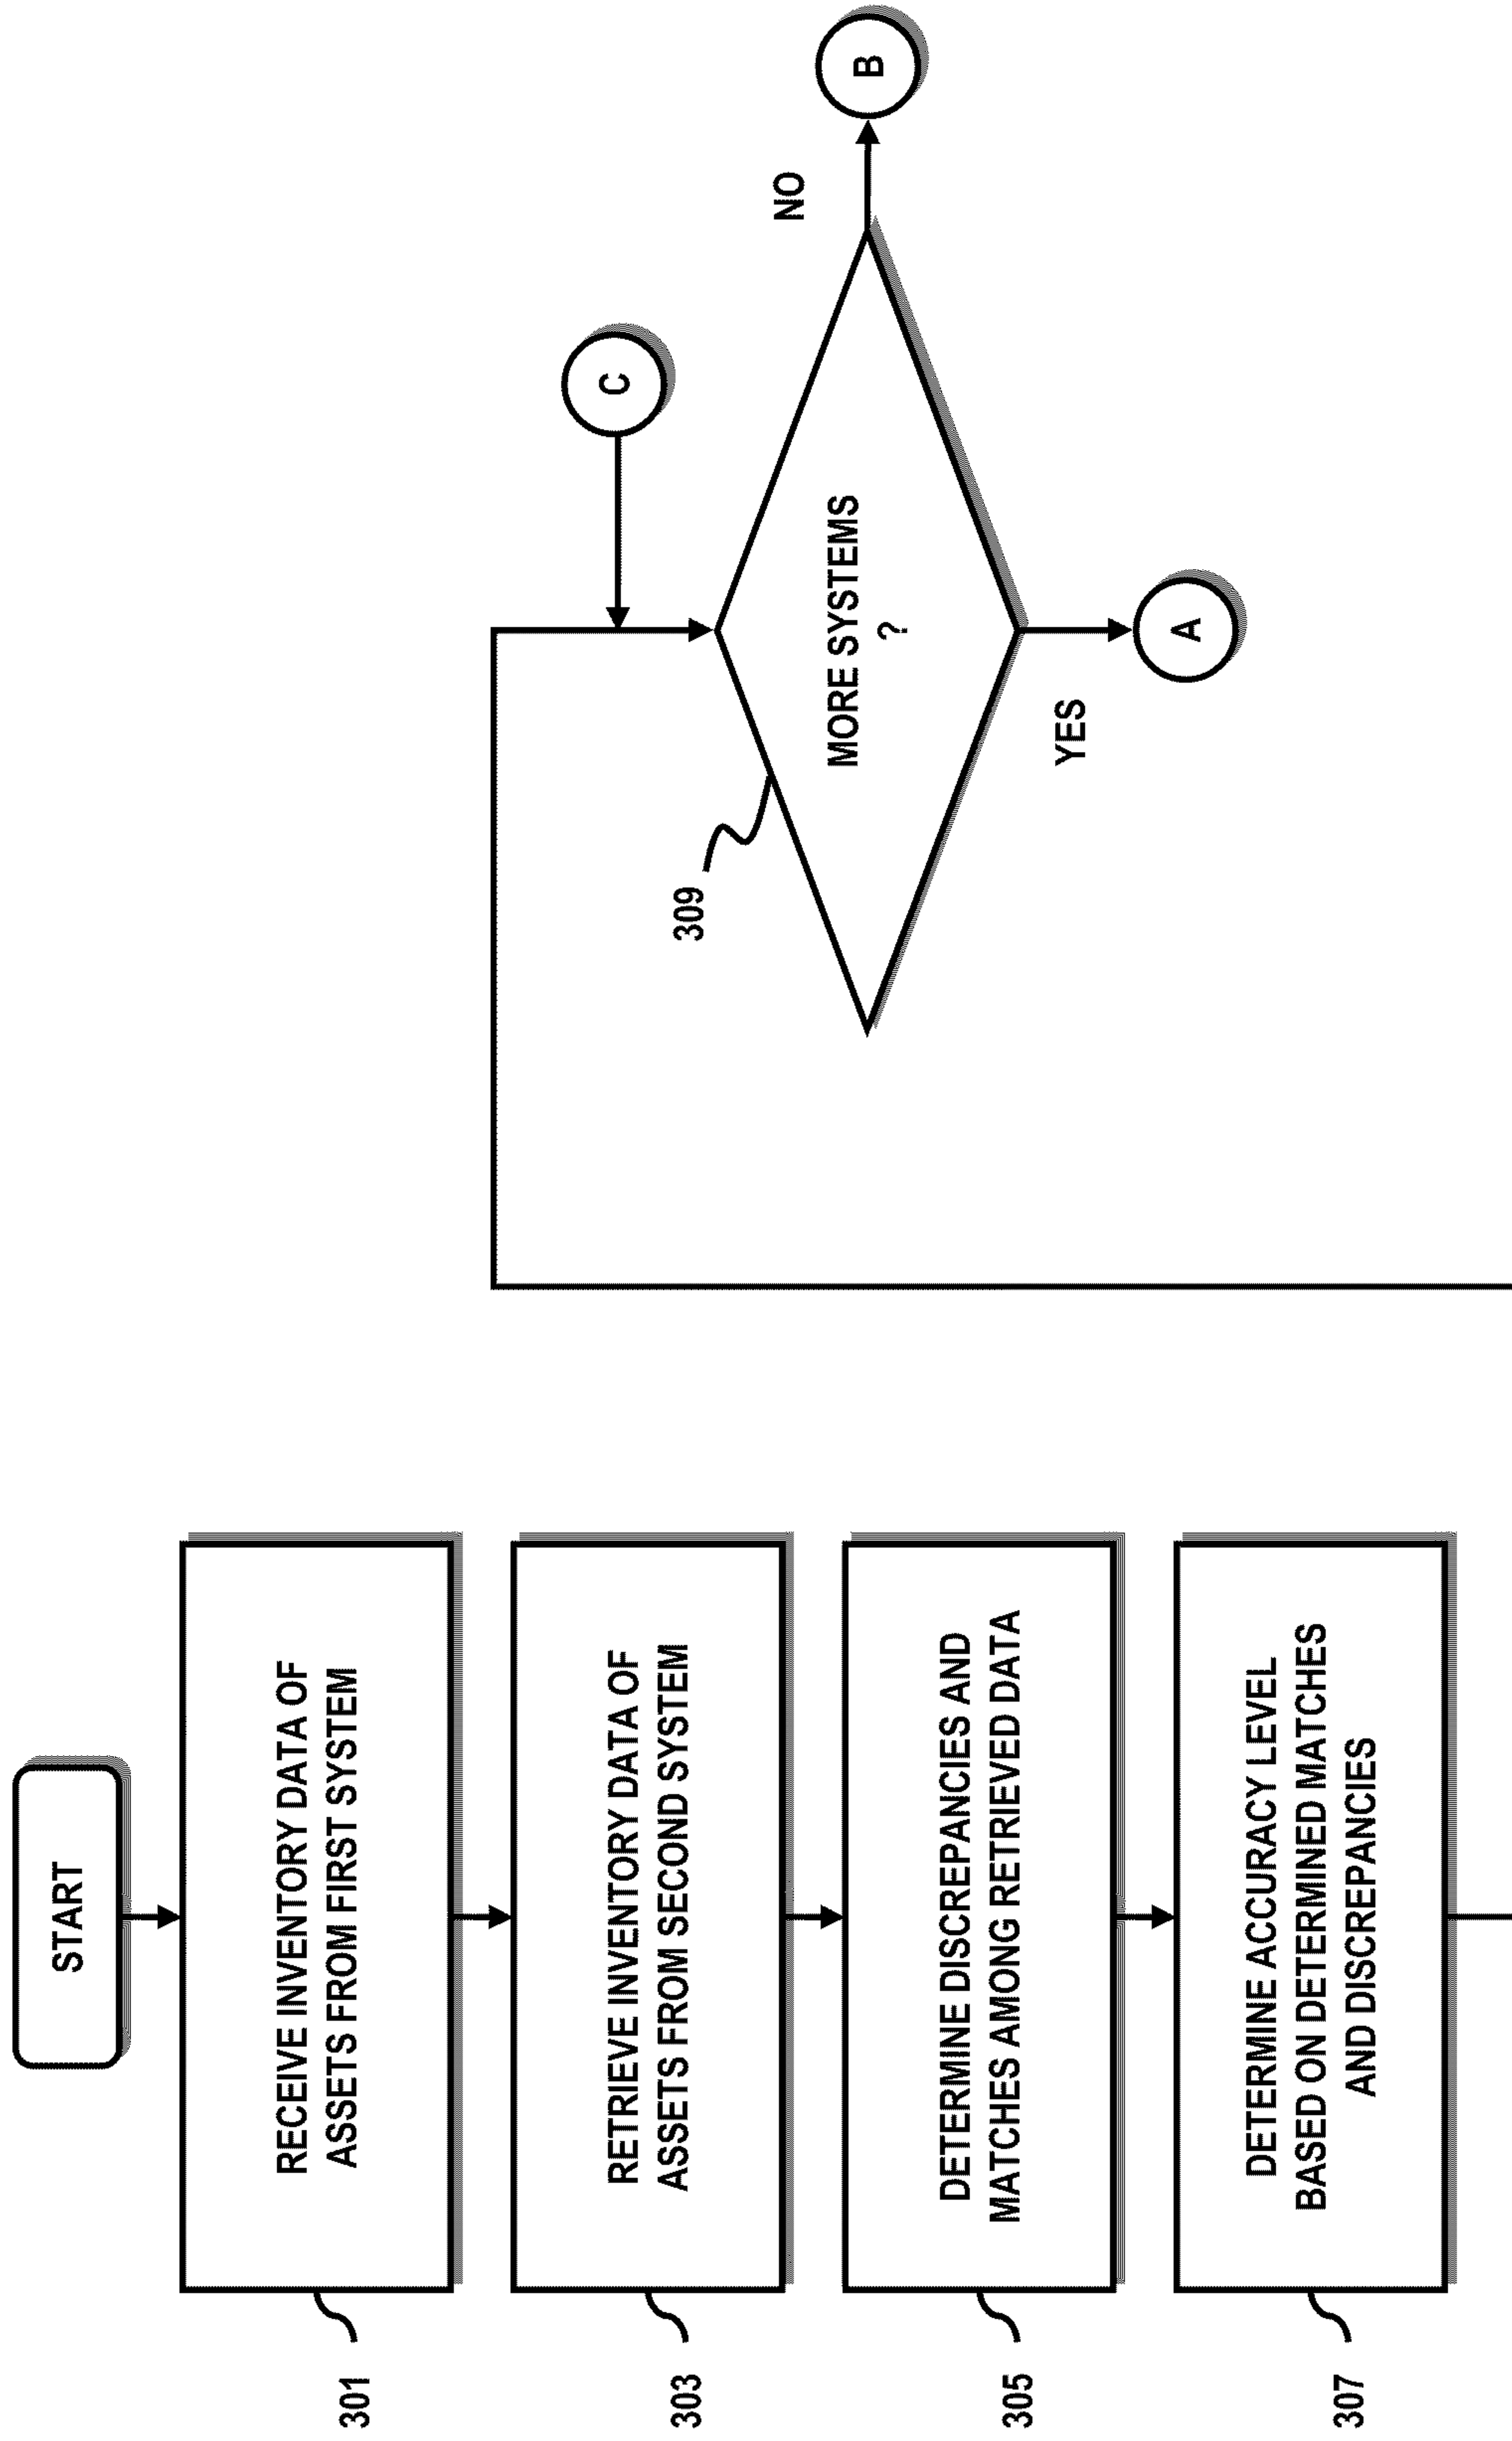 START
RECEIVE INVENTORY DATA OF
ASSETS FROM FIRST SYSTEM
301
RETRIEVE INVENTORY DATA OF
ASSETS FROM SECOND SYSTEM
303
DETERMINE DISCREPANCIES AND
MATCHES AMONG RETRIEVED DATA
305
DETERMINE ACCURACY LEVEL
BASED ON DETERMINED MATCHES
AND DISCREPANCIES
307
C
309
MORE SYSTEMS
?
NO
B
YES
A